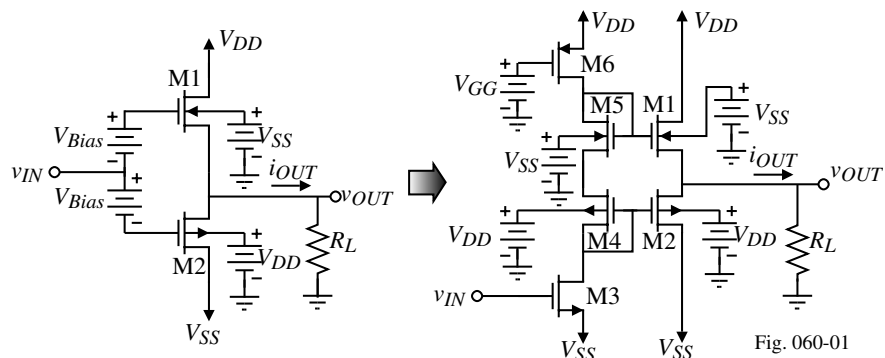 VDD
VDD
VDD
M6
M1
VGG
M5
M1
VBias
VSS
VSS
iOUT
iOUT
vIN
VSS
vOUT
vOUT
VBias
VDD
M4
M2
VDD
RL
RL
M2
VDD
vIN
M3
VSS
VSS
VSS
Fig. 060-01